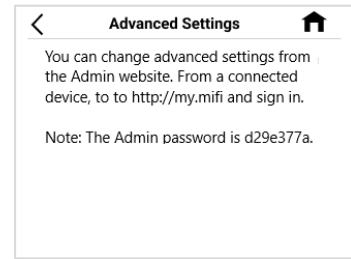 Advanced Settings
You can change advanced settings from
the Admin website. From a connected
device, to to http://my.mifi and sign in.
Note: The Admin password is d29e377a.